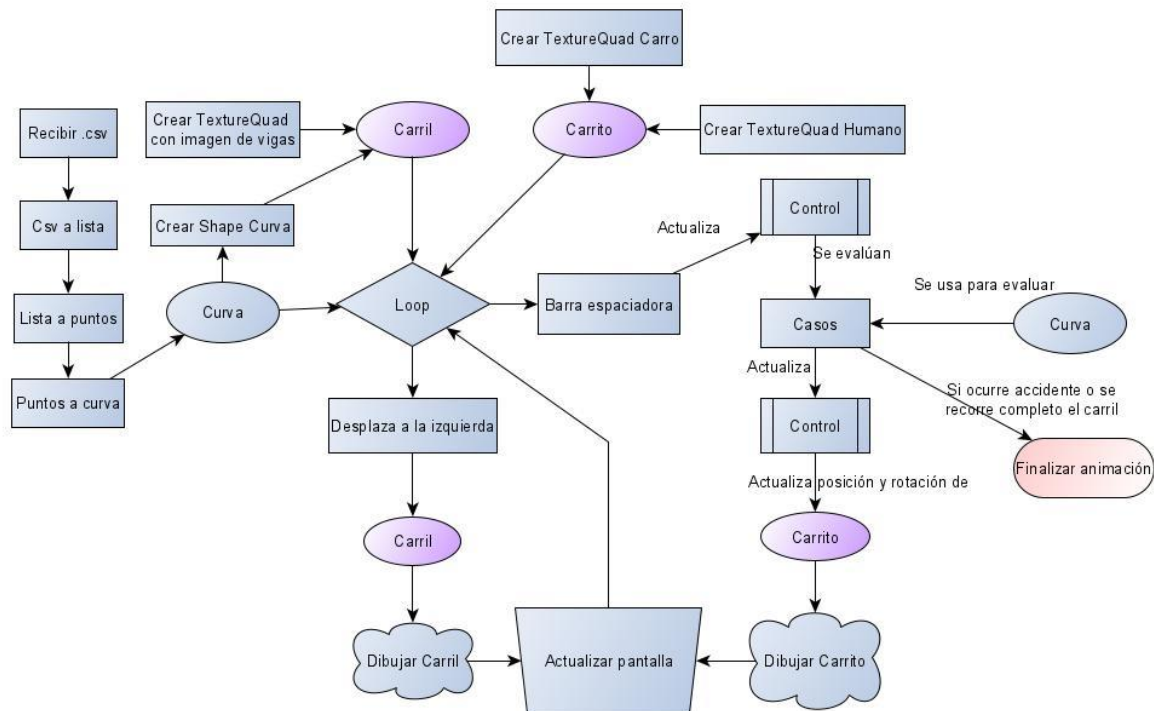 Crear TextureQuad Carro
Recibir .csv
Crear TextureQuad
con imagen de vigas
Carril
Carrito
Crear TextureQuad Humano
Csv a lista
Crear Shape Curva
Actualiza
Control
Se evalúan
Lista a puntos
Curva
Loop
Barra espaciadora
Casos
Se usa para evaluar
Curva
Actualiza
Puntos a curva
Desplaza a la izquierda
Control
Si ocurre accidente o se
recorre completo el carril
Finalizar animación
Actualiza posición y rotación de
Carril
Carrito
Dibujar Carril
Actualizar pantalla
Dibujar Carrito